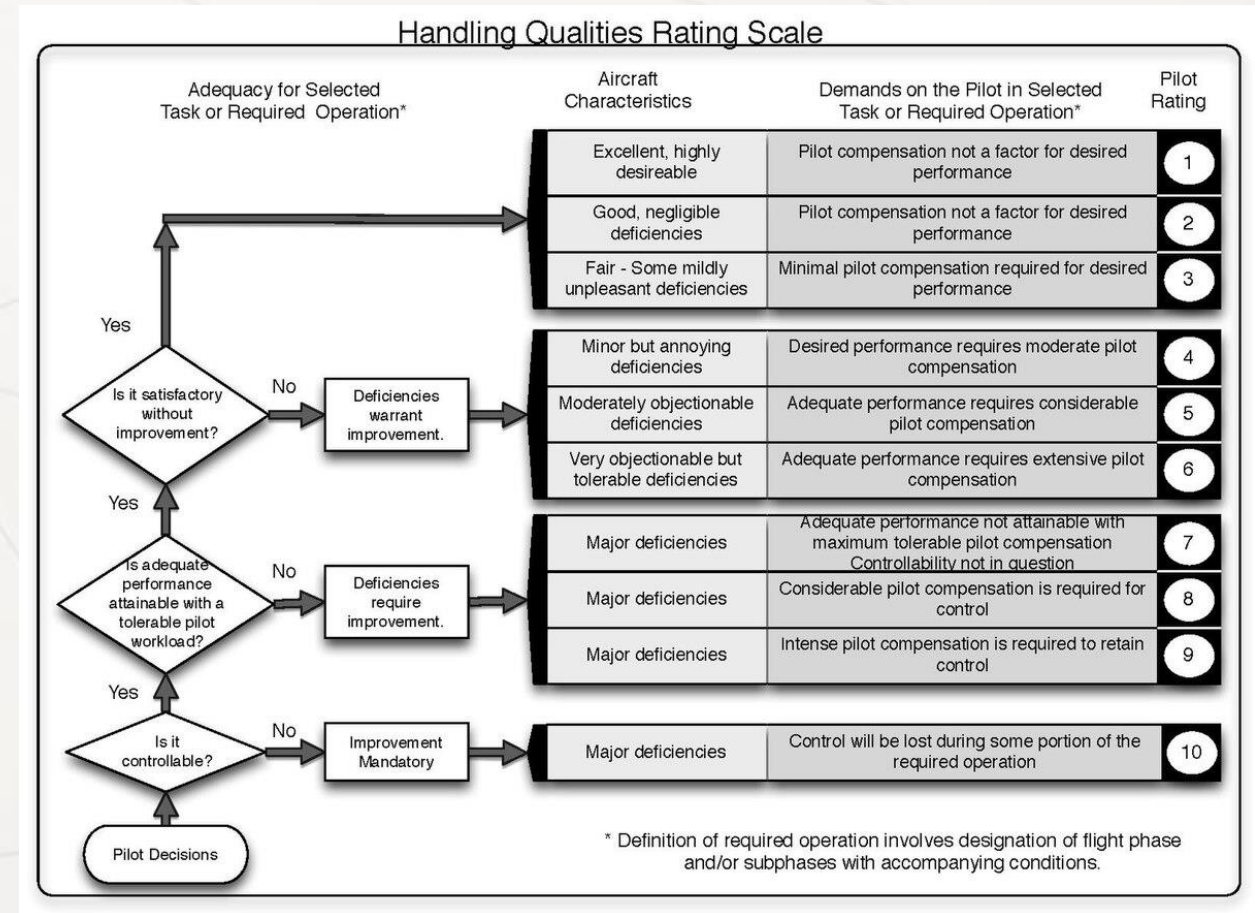 Handling Qualities Rating Scale
Adequacy for Selected
Task or Required Operation*
Aircraft
Characteristics
Demands on the Pilot in Selected
Task or Required Operation*
Pilot
Rating
Excellent, highly
desireable
Pilot compensation not a factor for desired
performance
1
Good, negligible
deficiencies
Pilot compensation not a factor for desired
performance
2
Fair - Some mildly
unpleasant deficiencies
Minimal pilot compensation required for desired
performance
3
Yes
Is it satisfactory
without
improvement?
No
Deficiencies
warrant
improvement.
Minor but annoying
deficiencies
Desired performance requires moderate pilot
compensation
4
Moderately objectionable
deficiencies
Adequate performance requires considerable
pilot compensation
5
Very objectionable but
tolerable deficiencies
Adequate performance requires extensive pilot
compensation
6
Yes
Is adequate
performance
attainable with a
tolerable pilot
workload?
No
Deficiencies
require
improvement.
Major deficiencies
Adequate performance not attainable with
maximum tolerable pilot compensation
Controllability not in question
7
Major deficiencies
Considerable pilot compensation is required for
control
8
Major deficiencies
Intense pilot compensation is required to retain
control
9
Yes
Is it
controllable?
No
Improvement
Mandatory
Major deficiencies
Control will be lost during some portion of the
required operation
10
Pilot Decisions
* Definition of required operation involves designation of flight phase
and/or subphases with accompanying conditions.